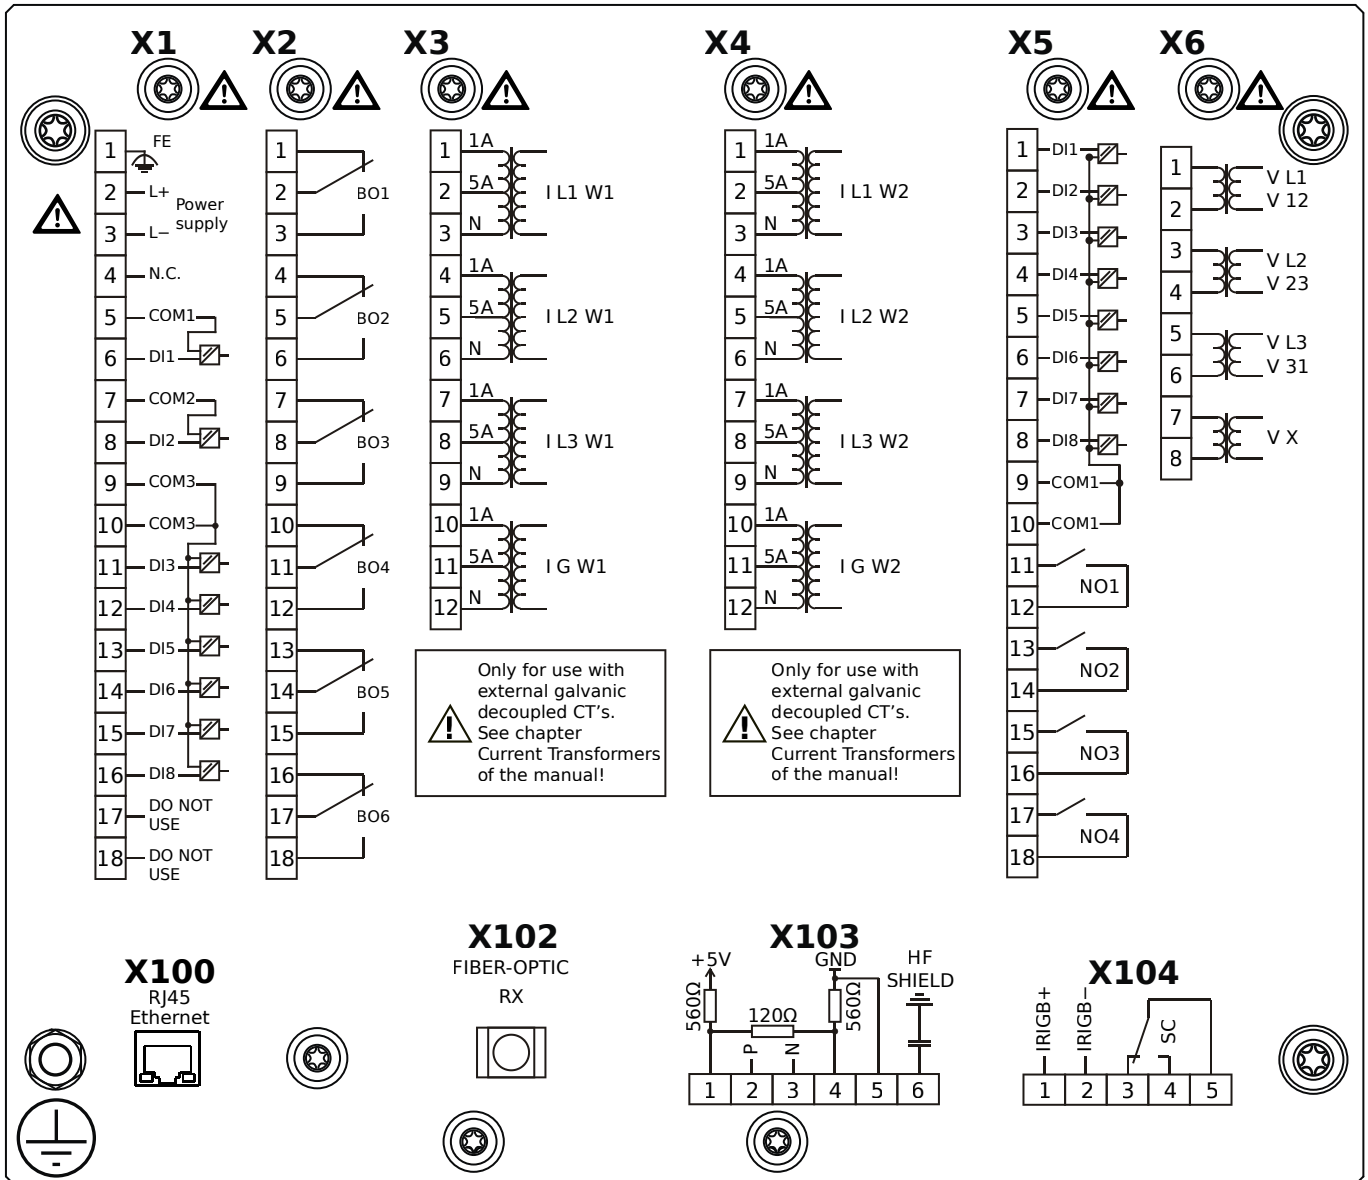 X1
X2
X3
X4
X5
X6
1 FE
2 L+ Power
supply
3 L−
4 N.C.
5 COM1
6 DI1
7 COM2
8 DI2
9 COM3
10 COM3
11 DI3
12 DI4
13 DI5
14 DI6
15 DI7
16 DI8
17 DO NOT
USE
18 DO NOT
USE
1
2 BO1
3
4
5 BO2
6
7
8 BO3
9
10
11 BO4
12
13
14 BO5
15
16
17 BO6
18
1 1A
2 5A I L1 W1
3 N
4 1A
5 5A I L2 W1
6 N
7 1A
8 5A I L3 W1
9 N
10 1A
11 5A I G W1
12 N
Only for use with
external galvanic
decoupled CT's.
See chapter
Current Transformers
of the manual!
1 1A
2 5A I L1 W2
3 N
4 1A
5 5A I L2 W2
6 N
7 1A
8 5A I L3 W2
9 N
10 1A
11 5A I G W2
12 N
Only for use with
external galvanic
decoupled CT's.
See chapter
Current Transformers
of the manual!
1 DI1
2 DI2
3 DI3
4 DI4
5 DI5
6 DI6
7 DI7
8 DI8
9 COM1
10 COM1
11
NO1
12
13
NO2
14
15
NO3
16
17
NO4
18
1 V L1
2 V 12
3 V L2
4 V 23
5 V L3
6 V 31
7
V X
8
X100
RJ45
Ethernet
X102
FIBER-OPTIC
RX
X103
+5V GND HF
SHIELD
560Ω 120Ω 560Ω
P N
1 2 3 4 5 6
X104
IRIGB+ IRIGB− SC
1 2 3 4 5